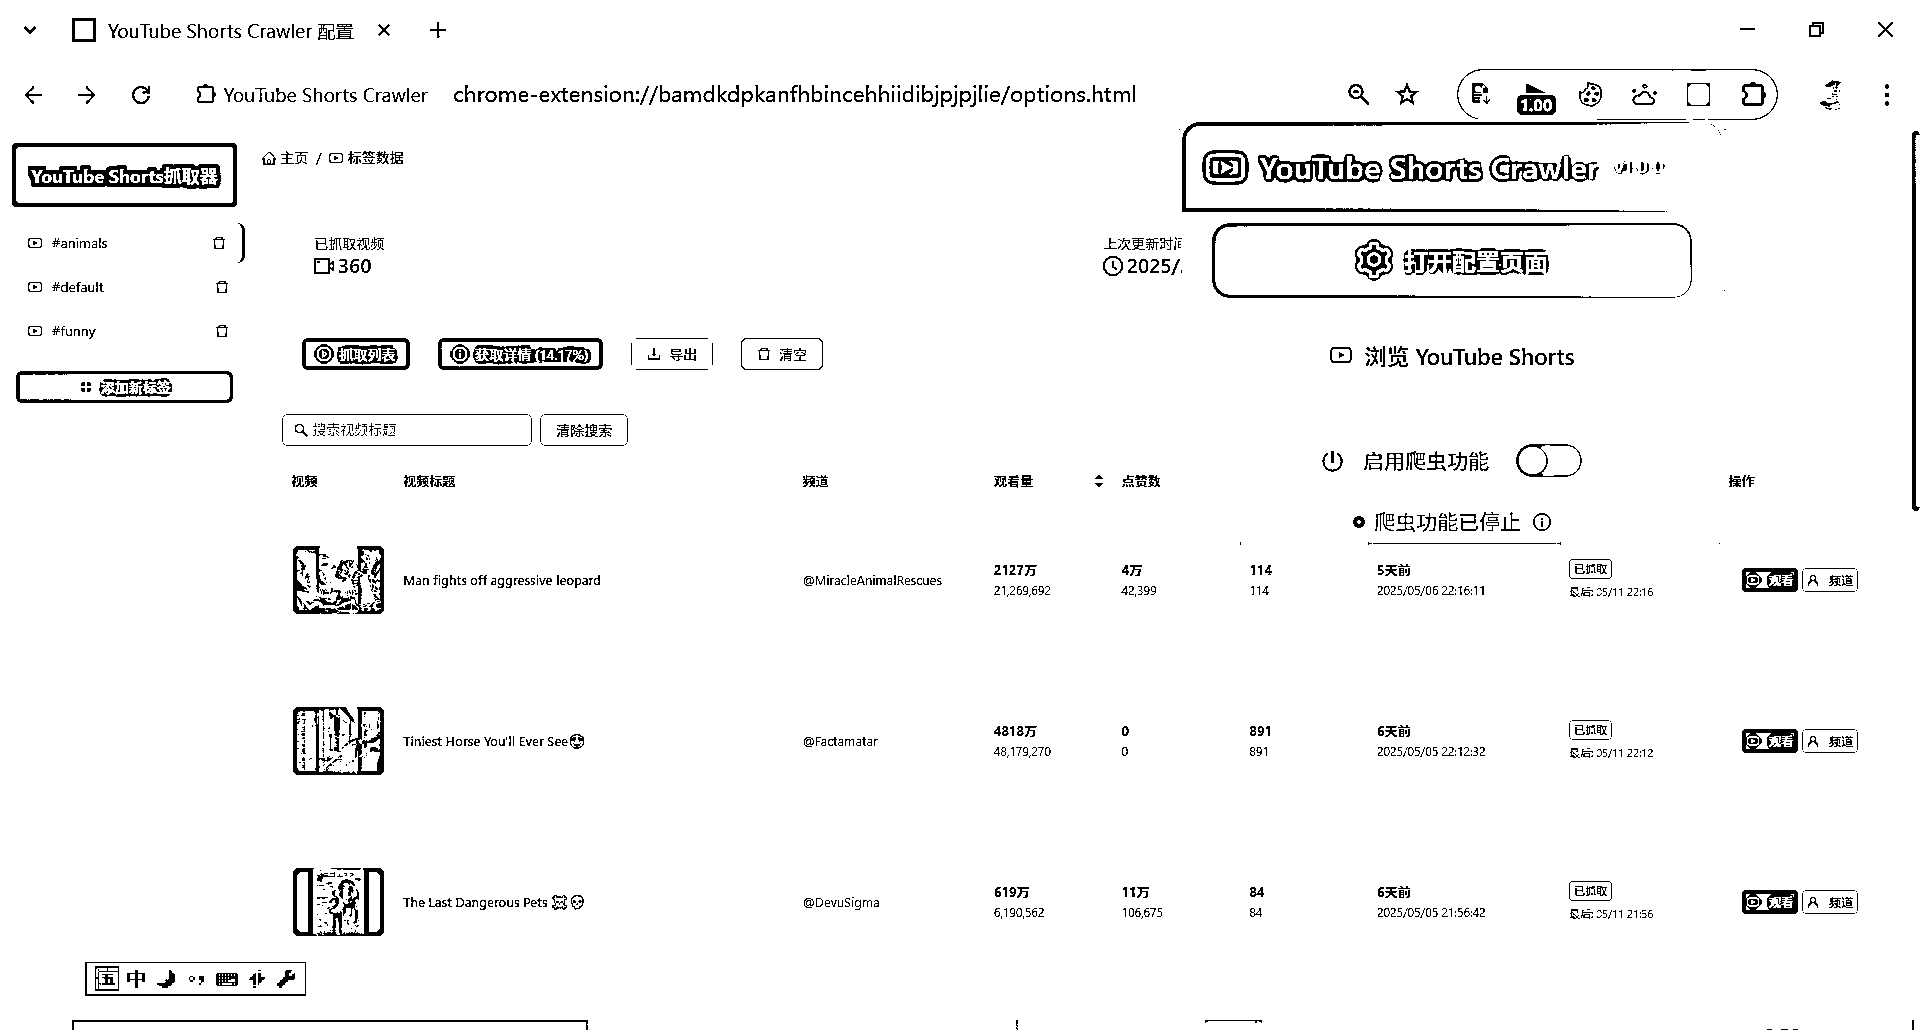 YouTube Shorts Crawler 配置
YouTube Shorts Crawler
chrome-extension://bamdkdpkanfhbincehhiidibjpjpjlie/options.html
1.00
YouTube Shorts抓取器
主页 / 标签数据
YouTube Shorts Crawler
#animals
#default
#funny
添加新标签
已抓取视频
360
上次更新时间
2025/
打开配置页面
浏览 YouTube Shorts
启用爬虫功能
爬虫功能已停止
抓取列表
获取详情 (14.17%)
导出
清空
搜索视频标题
清除搜索
视频 视频标题 频道 观看量 点赞数 操作
Man fights off aggressive leopard @MiracleAnimalRescues 2127万 4万 114 5天前 已抓取 观看 频道
21,269,692 42,399 114 2025/05/06 22:16:11 最后: 05/11 22:16
Tiniest Horse You'll Ever See😍 @Factamatar 4818万 0 891 6天前 已抓取 观看 频道
48,179,270 0 891 2025/05/05 22:12:32 最后: 05/11 22:12
The Last Dangerous Pets @DevuSigma 619万 11万 84 6天前 已抓取 观看 频道
6,190,562 106,675 84 2025/05/05 21:56:42 最后: 05/11 21:56
五 中